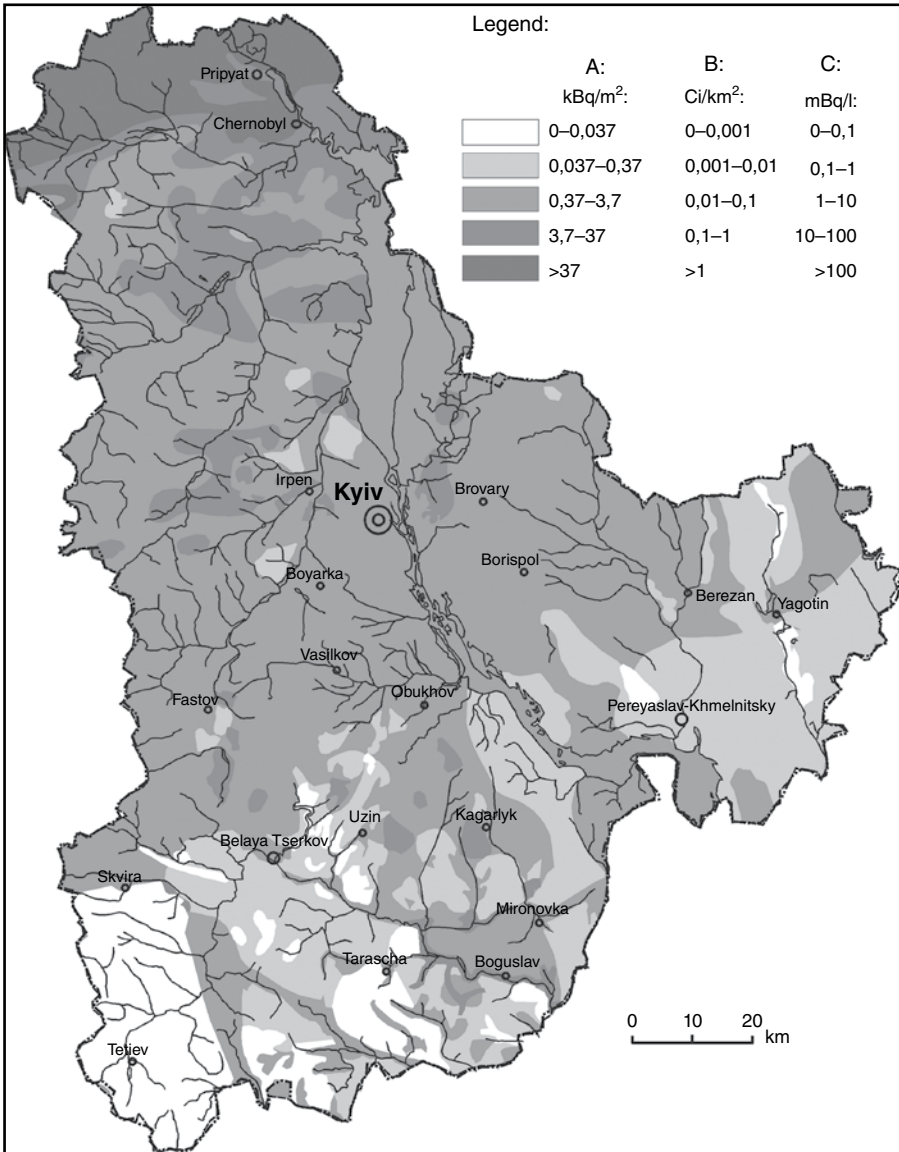 Legend:
A: B: C:
kBq/m²: Ci/km²: mBq/l:
0–0,037 0–0,001 0–0,1
0,037–0,37 0,001–0,01 0,1–1
0,37–3,7 0,01–0,1 1–10
3,7–37 0,1–1 10–100
>37 >1 >100
Pripyat
Chernobyl
Irpen
Kyiv
Brovary
Borispol
Boyarka
Berezan
Yagotin
Vasilkov
Obukhov
Fastov
Pereyaslav-Khmelnitsky
Uzin
Kagarlyk
Belaya Tserkov
Skvira
Mironovka
Tarascha
Boguslav
Tetiev
0 10 20
km